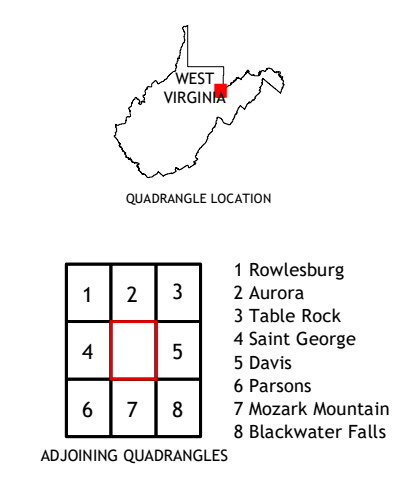 WEST
VIRGINIA
QUADRANGLE LOCATION
1 2 3
4 5
6 7 8
1 Rowlesburg
2 Aurora
3 Table Rock
4 Saint George
5 Davis
6 Parsons
7 Mozark Mountain
8 Blackwater Falls
ADJOINING QUADRANGLES